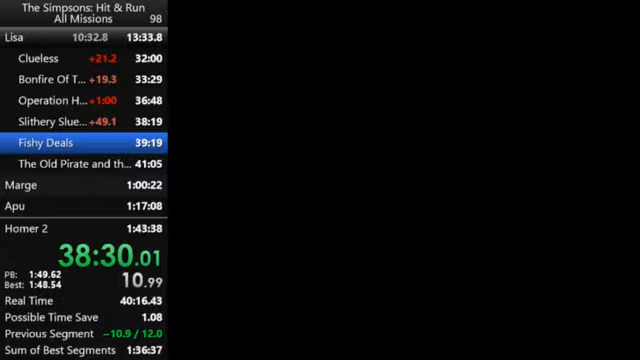 The Simpsons: Hit & Run
All Missions 98
Lisa 10:32.8 13:33.8
Clueless +21.2 32:00
Bonfire Of T... +19.3 33:29
Operation H... +1:00 36:48
Slithery Slue... +49.1 38:19
Fishy Deals 39:19
The Old Pirate and th... 41:05
Marge 1:00:22
Apu 1:17:08
Homer 2 1:43:38
38:30.01
PB: 1:49.62
Best: 1:48.54
10.99
Real Time 40:16.43
Possible Time Save 1.08
Previous Segment −10.9 / 12.0
Sum of Best Segments 1:36:37